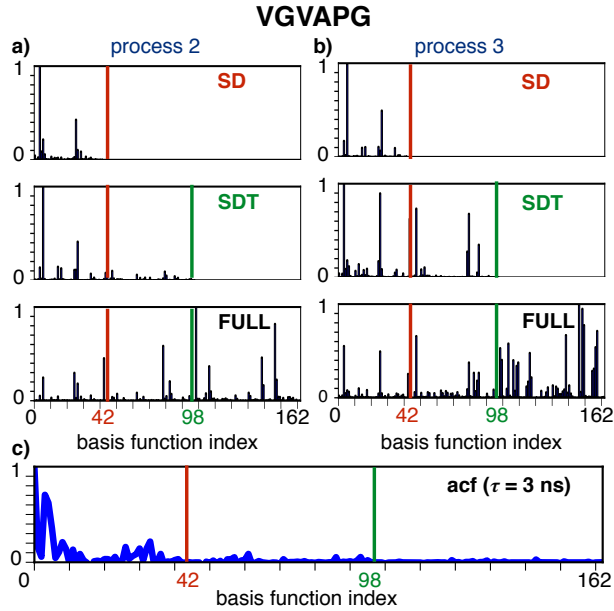 VGVAPG
a) process 2
b) process 3
1 SD
0
1 SD
0
1 SDT
0
1 SDT
0
1 FULL
0
1 FULL
0
0 42 98 162
basis function index
0 42 98 162
basis function index
c)
1 acf (τ = 3 ns)
0
0 42 98 162
basis function index